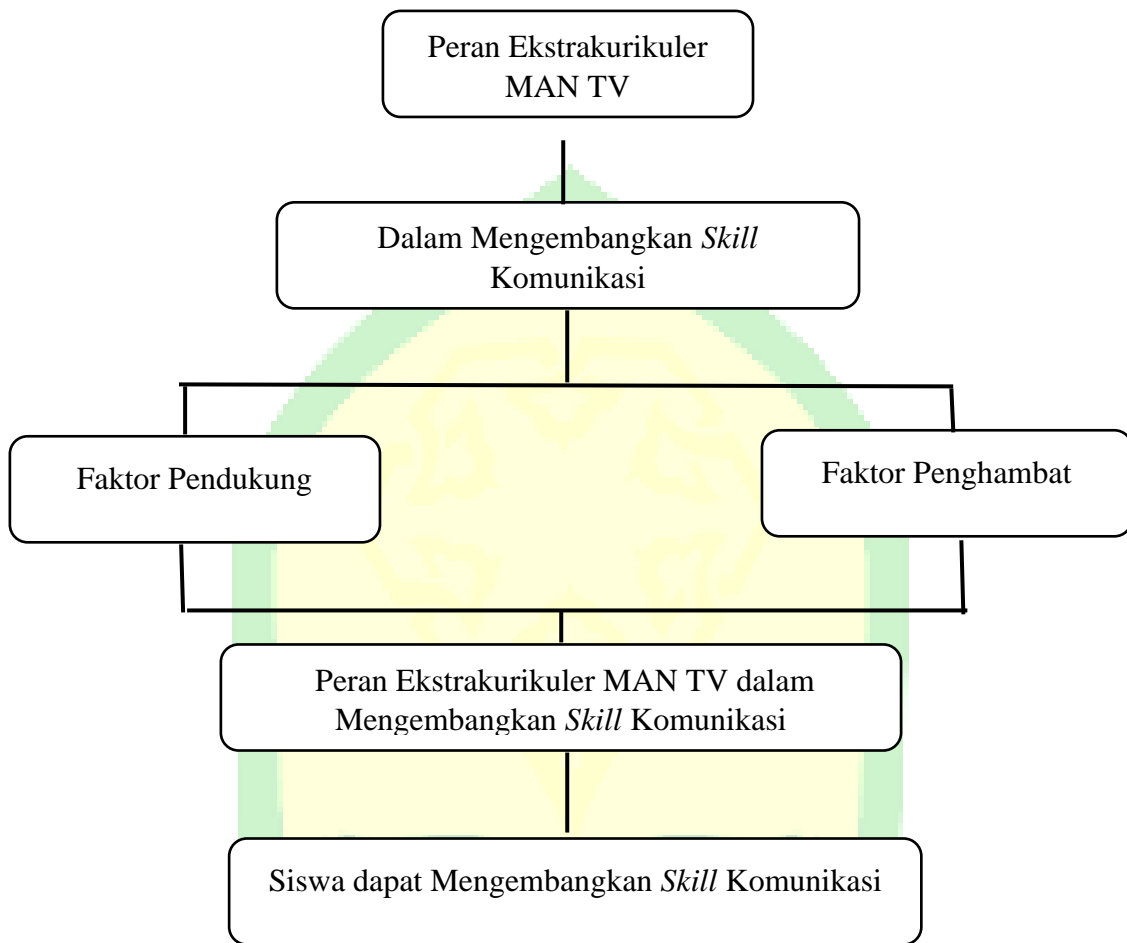 Peran Ekstrakurikuler
MAN TV
Dalam Mengembangkan Skill
Komunikasi
Faktor Pendukung
Faktor Penghambat
Peran Ekstrakurikuler MAN TV dalam
Mengembangkan Skill Komunikasi
Siswa dapat Mengembangkan Skill Komunikasi